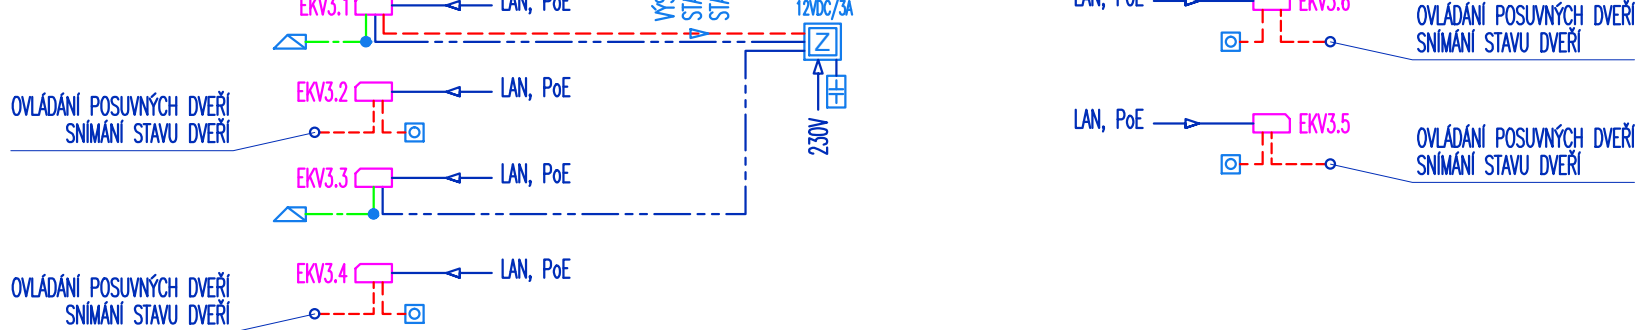 EKV3.1
LAN, PoE
12VDC/3A
Z
230V
EKV3.2
LAN, PoE
OVLÁDÁNÍ POSUVNÝCH DVEŘÍ
SNÍMÁNÍ STAVU DVEŘÍ
EKV3.3
LAN, PoE
EKV3.4
LAN, PoE
OVLÁDÁNÍ POSUVNÝCH DVEŘÍ
SNÍMÁNÍ STAVU DVEŘÍ
LAN, PoE
EKV3.6
OVLÁDÁNÍ POSUVNÝCH DVEŘÍ
SNÍMÁNÍ STAVU DVEŘÍ
LAN, PoE
EKV3.5
OVLÁDÁNÍ POSUVNÝCH DVEŘÍ
SNÍMÁNÍ STAVU DVEŘÍ